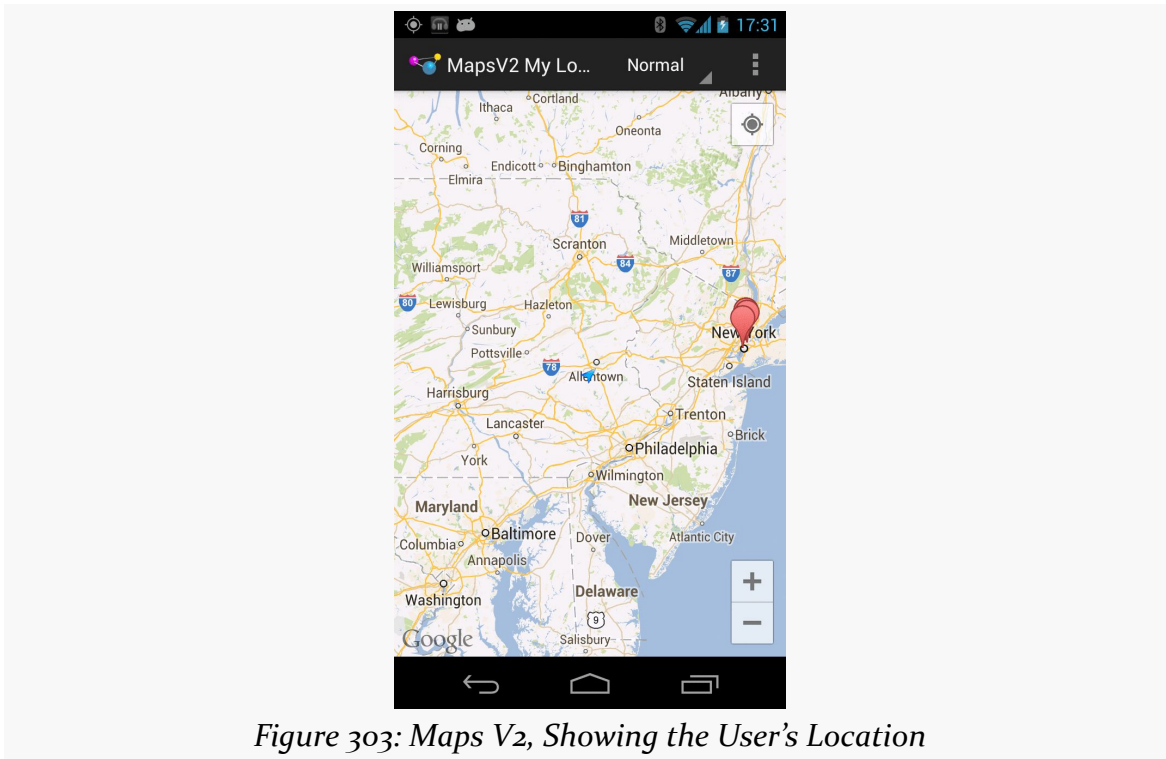 17:31
MapsV2 My Lo...
Normal
Albany
Cortland
Ithaca
Oneonta
Corning
Endicott
Binghamton
Elmira
81
Scranton
Middletown
84
Williamsport
87
80
Lewisburg
Hazleton
Sunbury
New York
Pottsville
78
Allentown
Staten Island
Harrisburg
Trenton
Lancaster
Brick
Philadelphia
York
Wilmington
New Jersey
Maryland
Baltimore
Dover
Atlantic City
Columbia
Annapolis
Delaware
Washington
9
Google
Salisbury
Figure 303: Maps V2, Showing the User’s Location